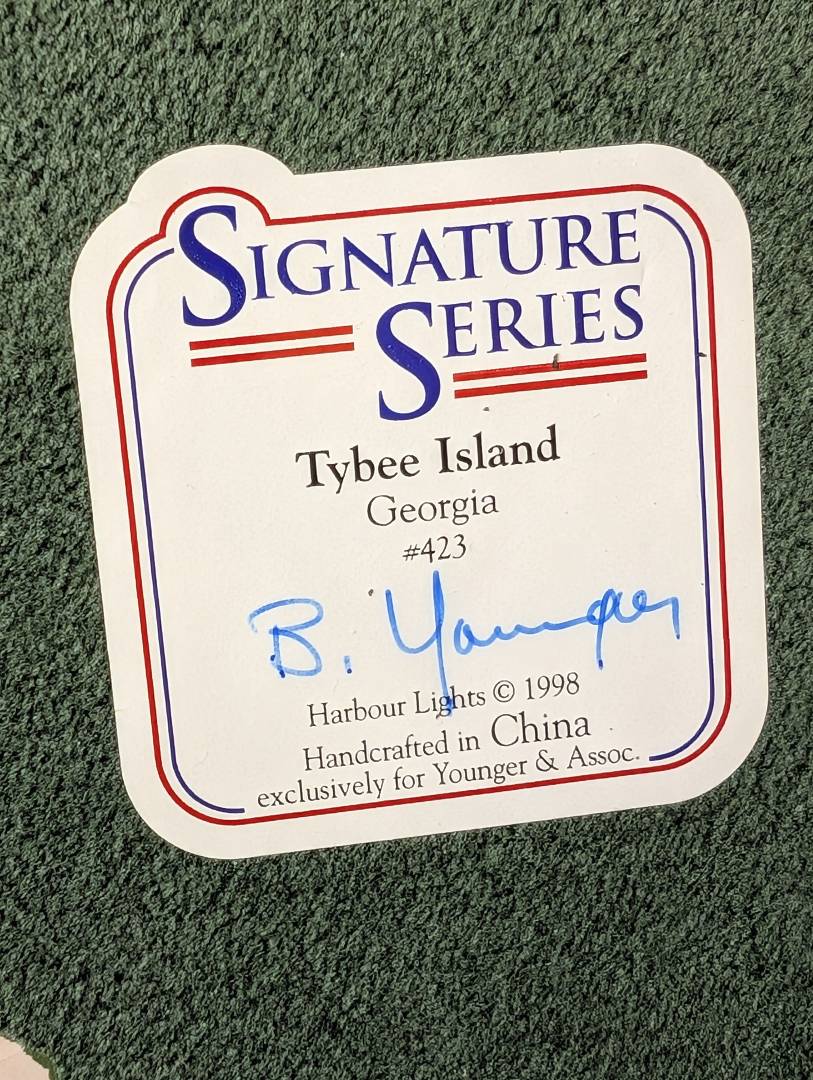 SIGNATURE
SERIES
Tybee Island
Georgia
#423
B. Younger
Harbour Lights © 1998
Handcrafted in China
exclusively for Younger & Assoc.